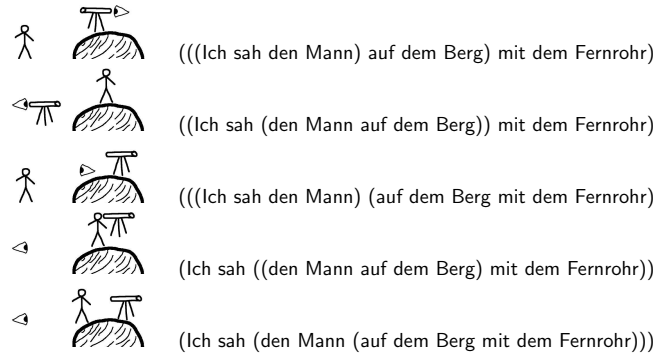 (((Ich sah den Mann) auf dem Berg) mit dem Fernrohr)
((Ich sah (den Mann auf dem Berg)) mit dem Fernrohr)
(((Ich sah den Mann) (auf dem Berg mit dem Fernrohr)
(Ich sah ((den Mann auf dem Berg) mit dem Fernrohr))
(Ich sah (den Mann (auf dem Berg mit dem Fernrohr)))